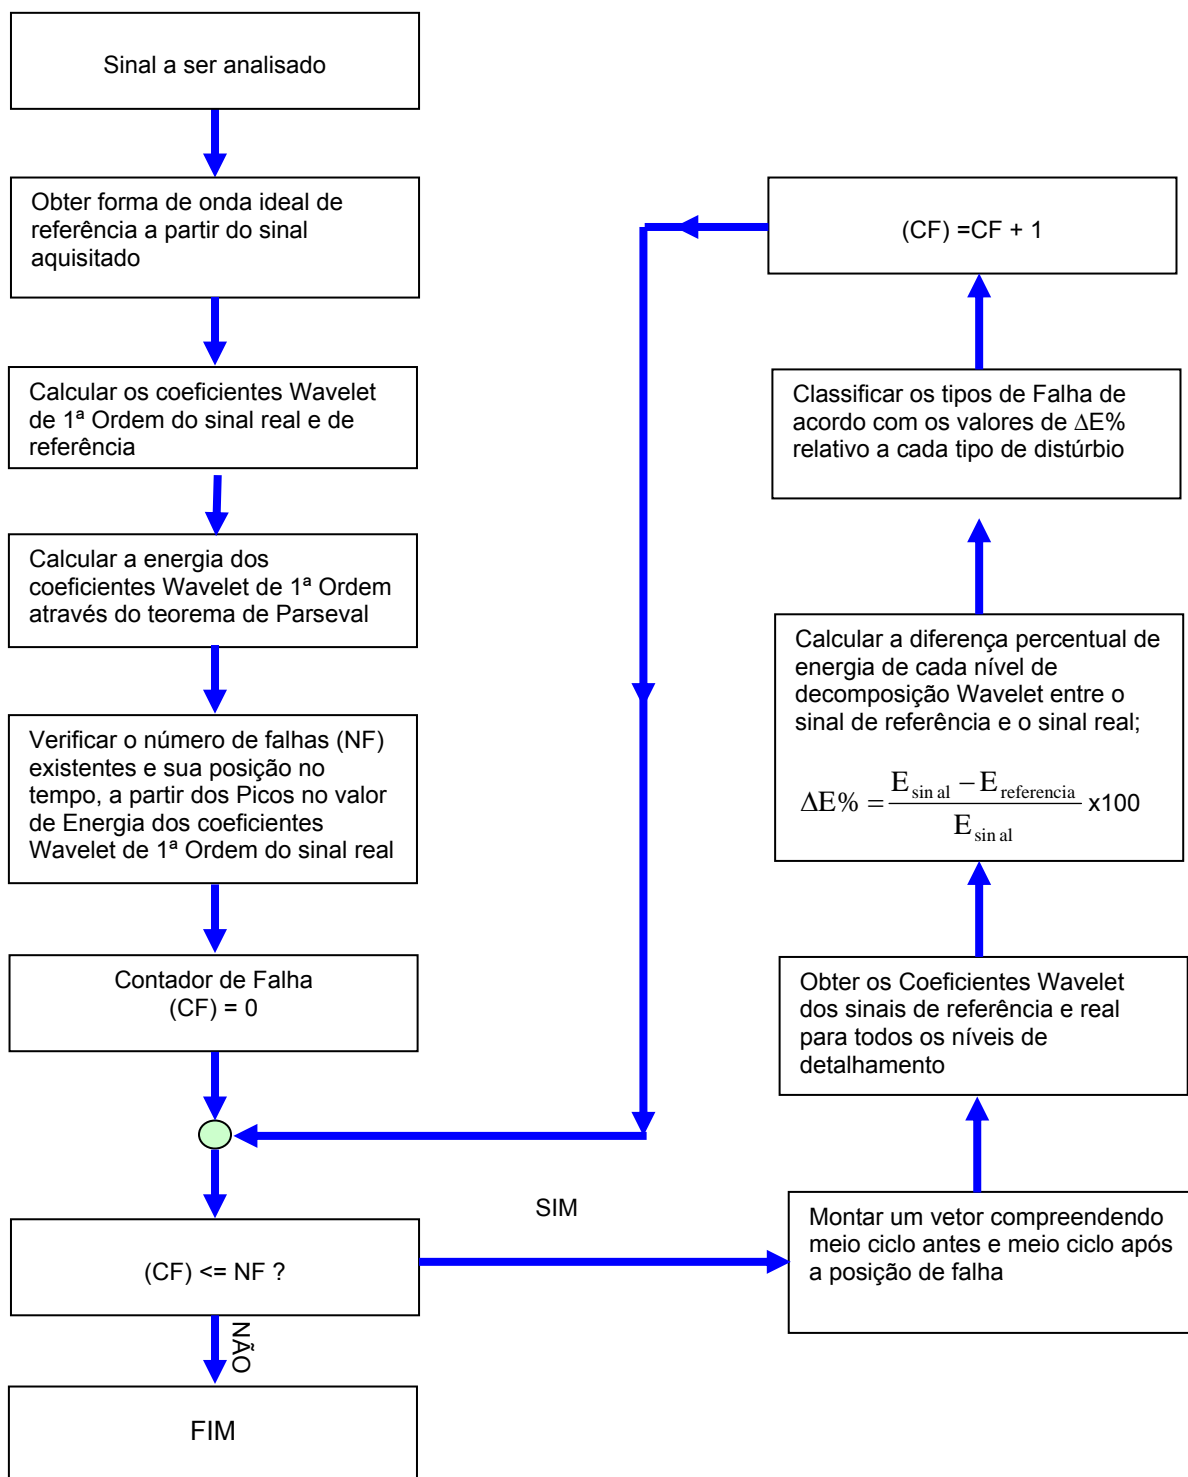 Sinal a ser analisado
Obter forma de onda ideal de
referência a partir do sinal
aquisitado
Calcular os coeficientes Wavelet
de 1ª Ordem do sinal real e de
referência
Calcular a energia dos
coeficientes Wavelet de 1ª Ordem
através do teorema de Parseval
Verificar o número de falhas (NF)
existentes e sua posição no
tempo, a partir dos Picos no valor
de Energia dos coeficientes
Wavelet de 1ª Ordem do sinal real
Contador de Falha
(CF) = 0
(CF) <= NF ?
NÃO
FIM
SIM
Montar um vetor compreendendo
meio ciclo antes e meio ciclo após
a posição de falha
Obter os Coeficientes Wavelet
dos sinais de referência e real
para todos os níveis de
detalhamento
Calcular a diferença percentual de
energia de cada nível de
decomposição Wavelet entre o
sinal de referência e o sinal real;
ΔE% = (E sin al − E referencia) / E sin al x100
Classificar os tipos de Falha de
acordo com os valores de ΔE%
relativo a cada tipo de distúrbio
(CF) =CF + 1